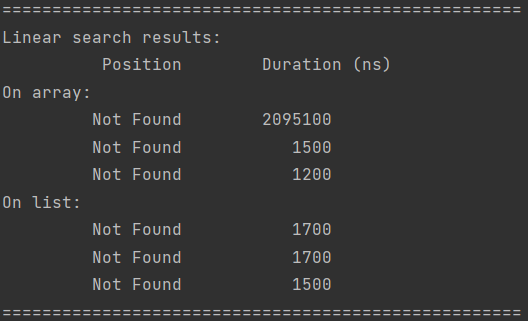 ====================================================
Linear search results:
          Position        Duration (ns)
On array:
         Not Found        2095100
         Not Found           1500
         Not Found           1200
On list:
         Not Found           1700
         Not Found           1700
         Not Found           1500
====================================================